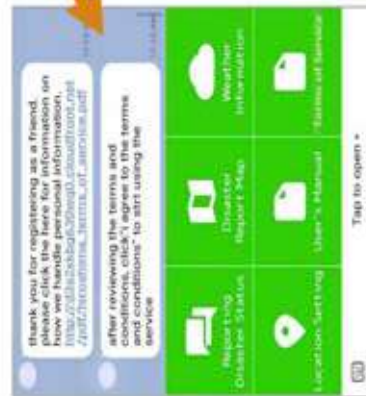 thank you for registering as a friend.
please click the here for information on
how we handle personal information.
after reviewing the terms and
conditions, click"i agree to the terms
and conditions" to strt using the
service
Reporting
Disaster Status
Disaster
Report Map
Weather
Information
Location Setting
User's Manual
Terms of Service
Tap to open